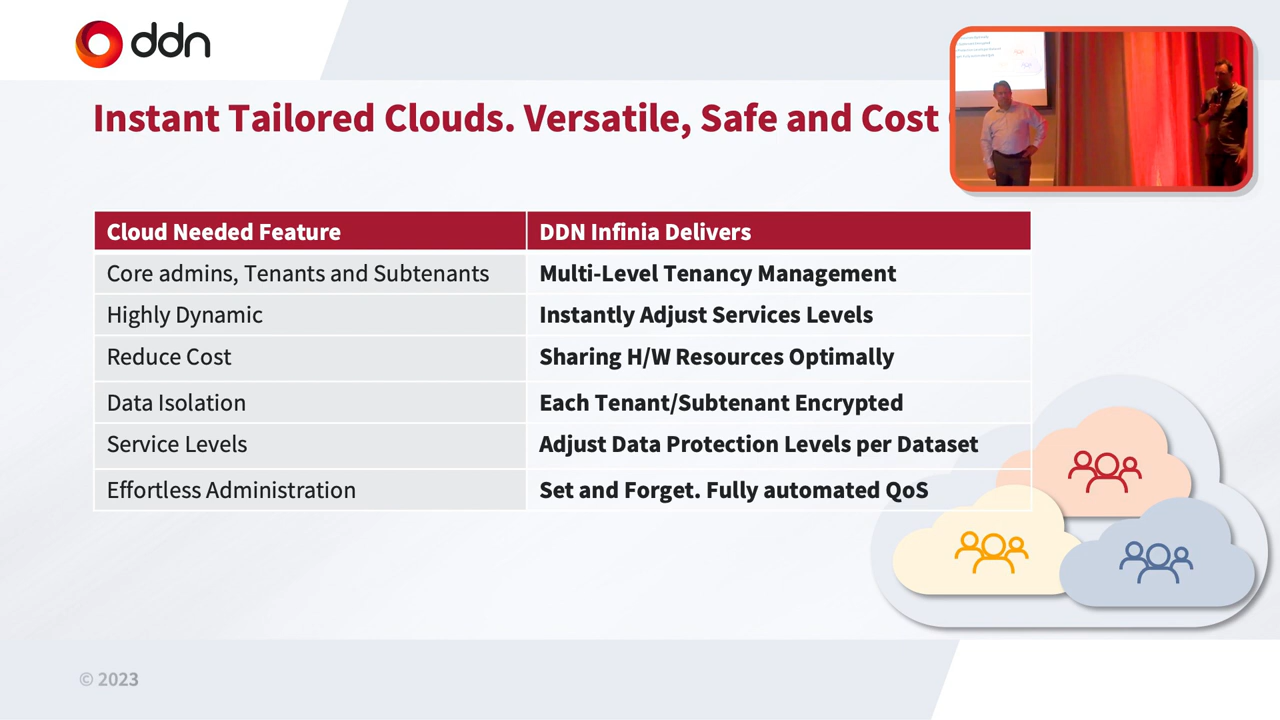 ddn
Instant Tailored Clouds. Versatile, Safe and Cost
Cloud Needed Feature
DDN Infinia Delivers
Core admins, Tenants and Subtenants
Multi-Level Tenancy Management
Highly Dynamic
Instantly Adjust Services Levels
Reduce Cost
Sharing H/W Resources Optimally
Data Isolation
Each Tenant/Subtenant Encrypted
Service Levels
Adjust Data Protection Levels per Dataset
Effortless Administration
Set and Forget. Fully automated QoS
© 2023